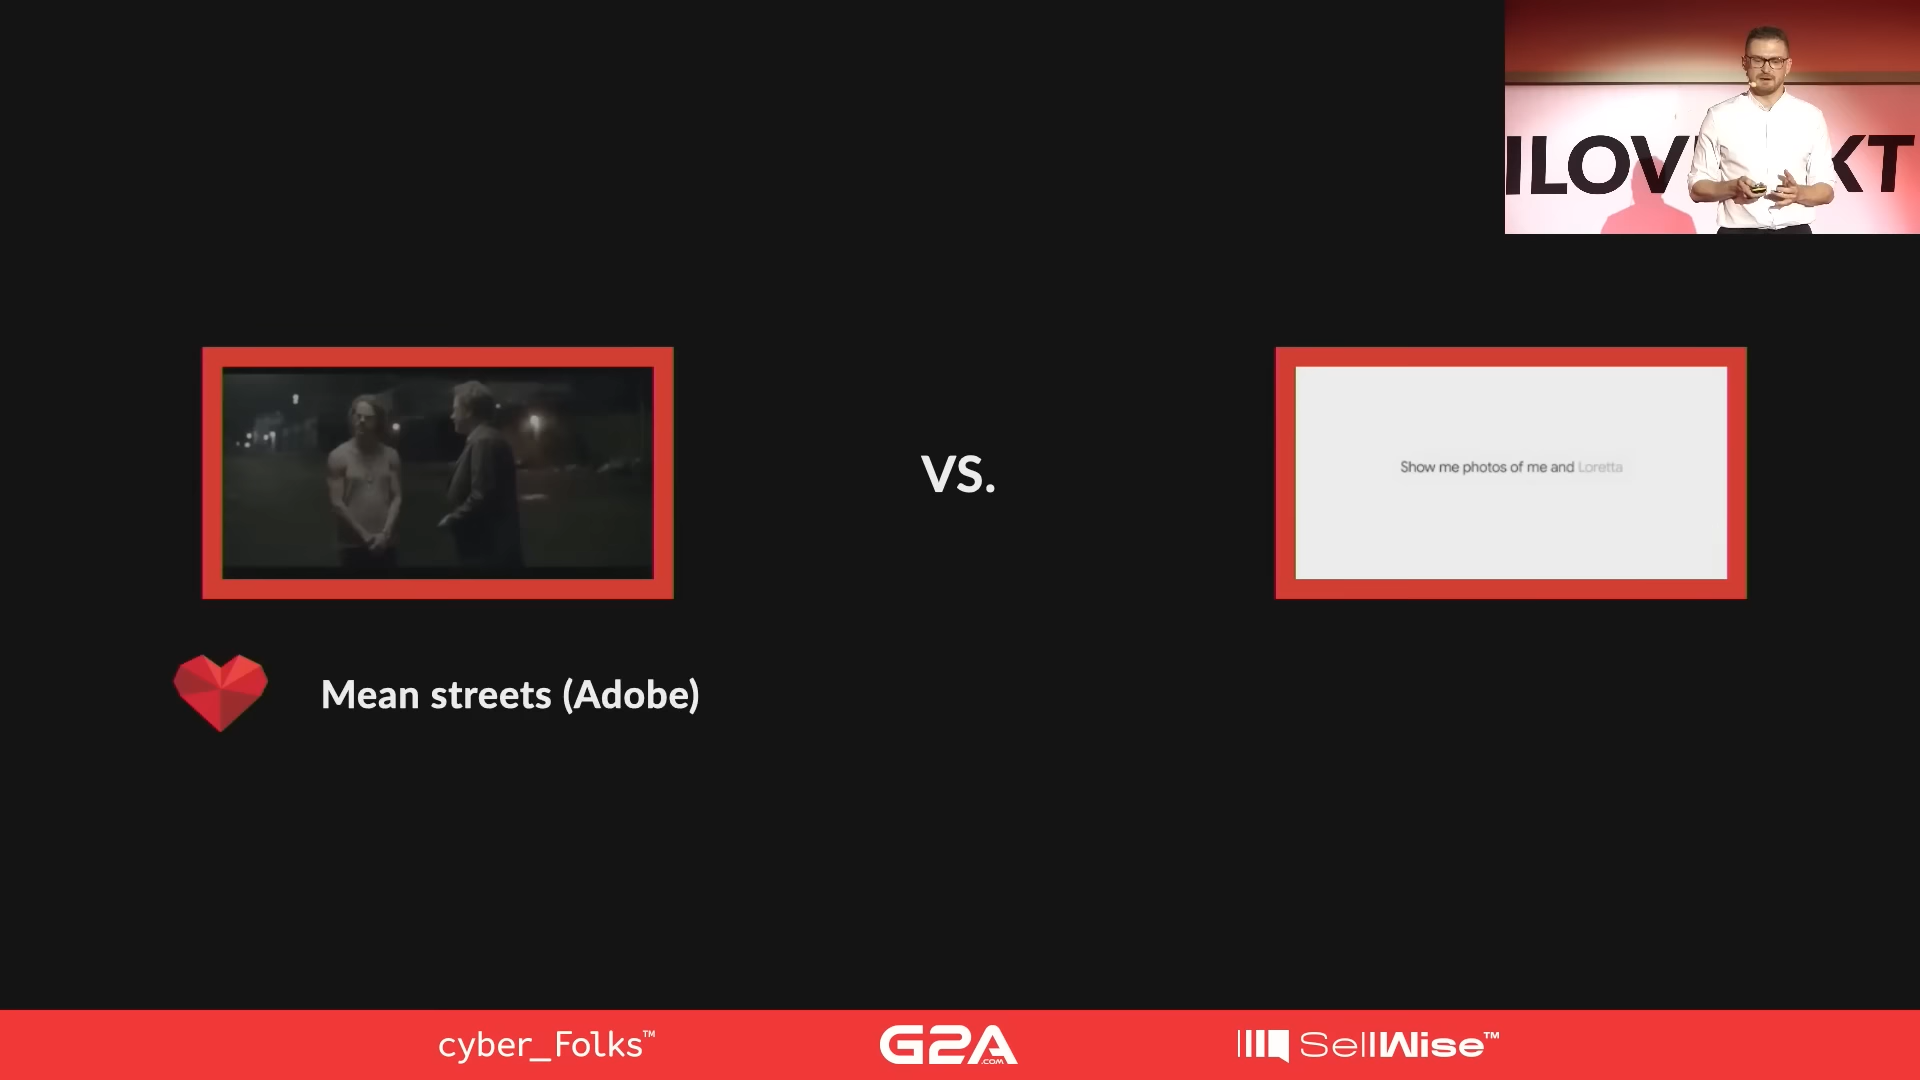 ILOV KT
VS.
Show me photos of me and Loretta
Mean streets (Adobe)
cyber_Folks™
G2A
.COM
SellWise™